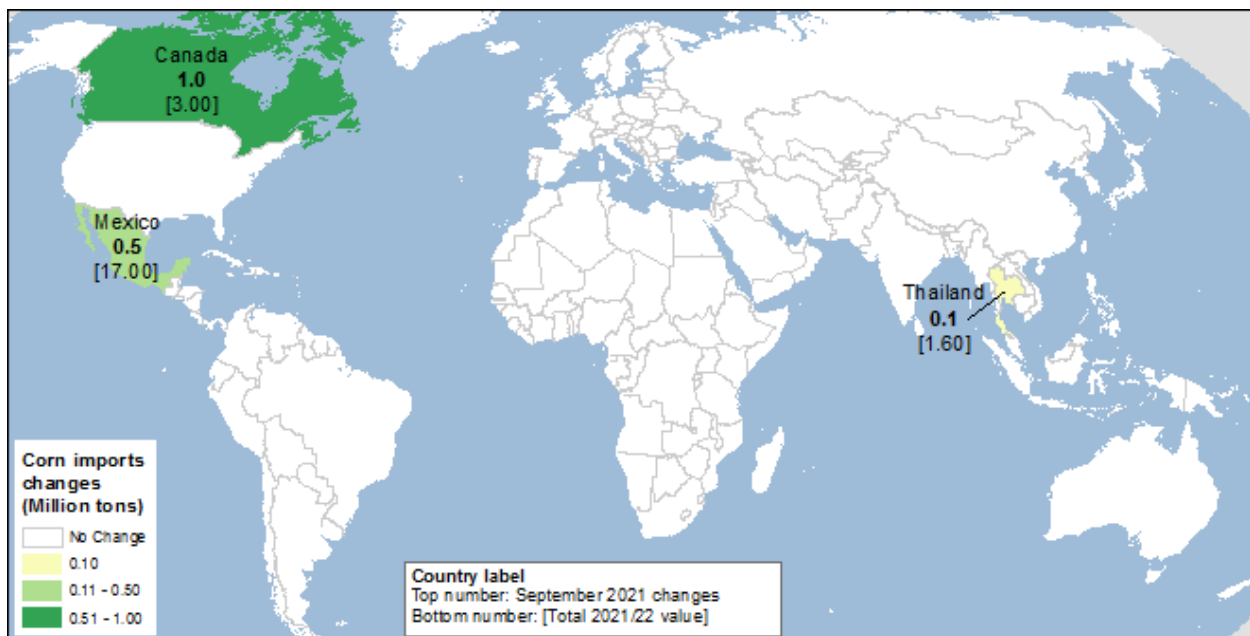 Canada
1.0
[3.00]
Mexico
0.5
[17.00]
Thailand
0.1
[1.60]
Corn imports
changes
(Million tons)
No Change
0.10
0.11 - 0.50
0.51 - 1.00
Country label
Top number: September 2021 changes
Bottom number: [Total 2021/22 value]